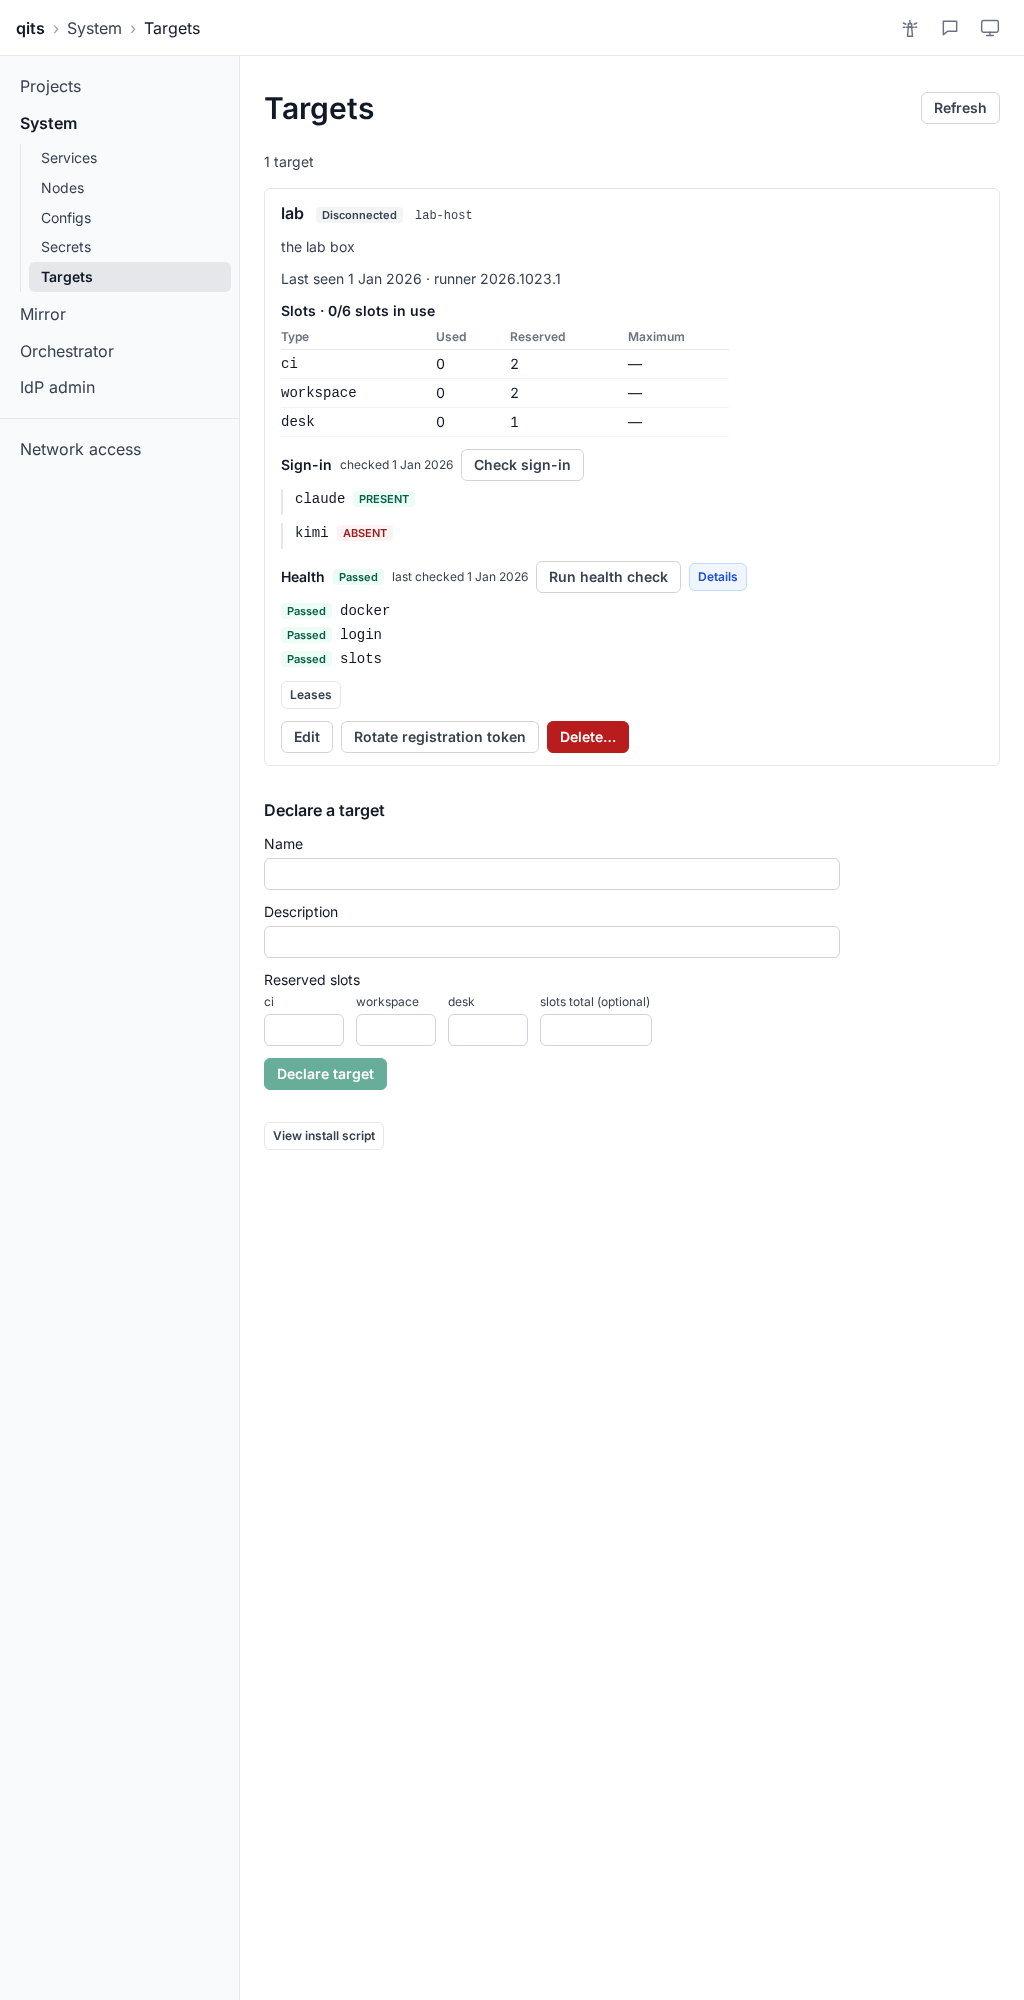 qits › System › Targets
Projects
System
Services
Nodes
Configs
Secrets
Targets
Mirror
Orchestrator
IdP admin
Network access
Targets
Refresh
1 target
lab Disconnected lab-host
the lab box
Last seen 1 Jan 2026 · runner 2026.1023.1
Slots · 0/6 slots in use
Type Used Reserved Maximum
ci 0 2 —
workspace 0 2 —
desk 0 1 —
Sign-in checked 1 Jan 2026 Check sign-in
claude PRESENT
kimi ABSENT
Health Passed last checked 1 Jan 2026 Run health check Details
Passed docker
Passed login
Passed slots
Leases
Edit Rotate registration token Delete…
Declare a target
Name
Description
Reserved slots
ci workspace desk slots total (optional)
Declare target
View install script